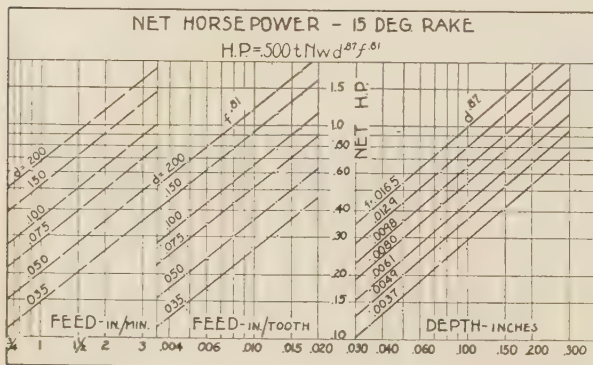 NET HORSEPOWER - 15 DEG. RAKE
H.P.=.500 t N w d^.87 f^.81
d= .200
.150
.100
.075
.050
.035
f^.81
d= .200
.150
.100
.075
.050
.035
NET H.P.
1.5
1.0
.80
.60
.40
.30
.20
.15
.10
d^.87
f=.0165
.0129
.0098
.0080
.0061
.0049
.0037
FEED-IN./MIN.
FEED-IN./TOOTH
DEPTH-INCHES
3/4 1 1½ 2 3 .004 .006 .010 .015 .020 .030 .040 .060 .100 .150 .200 .300